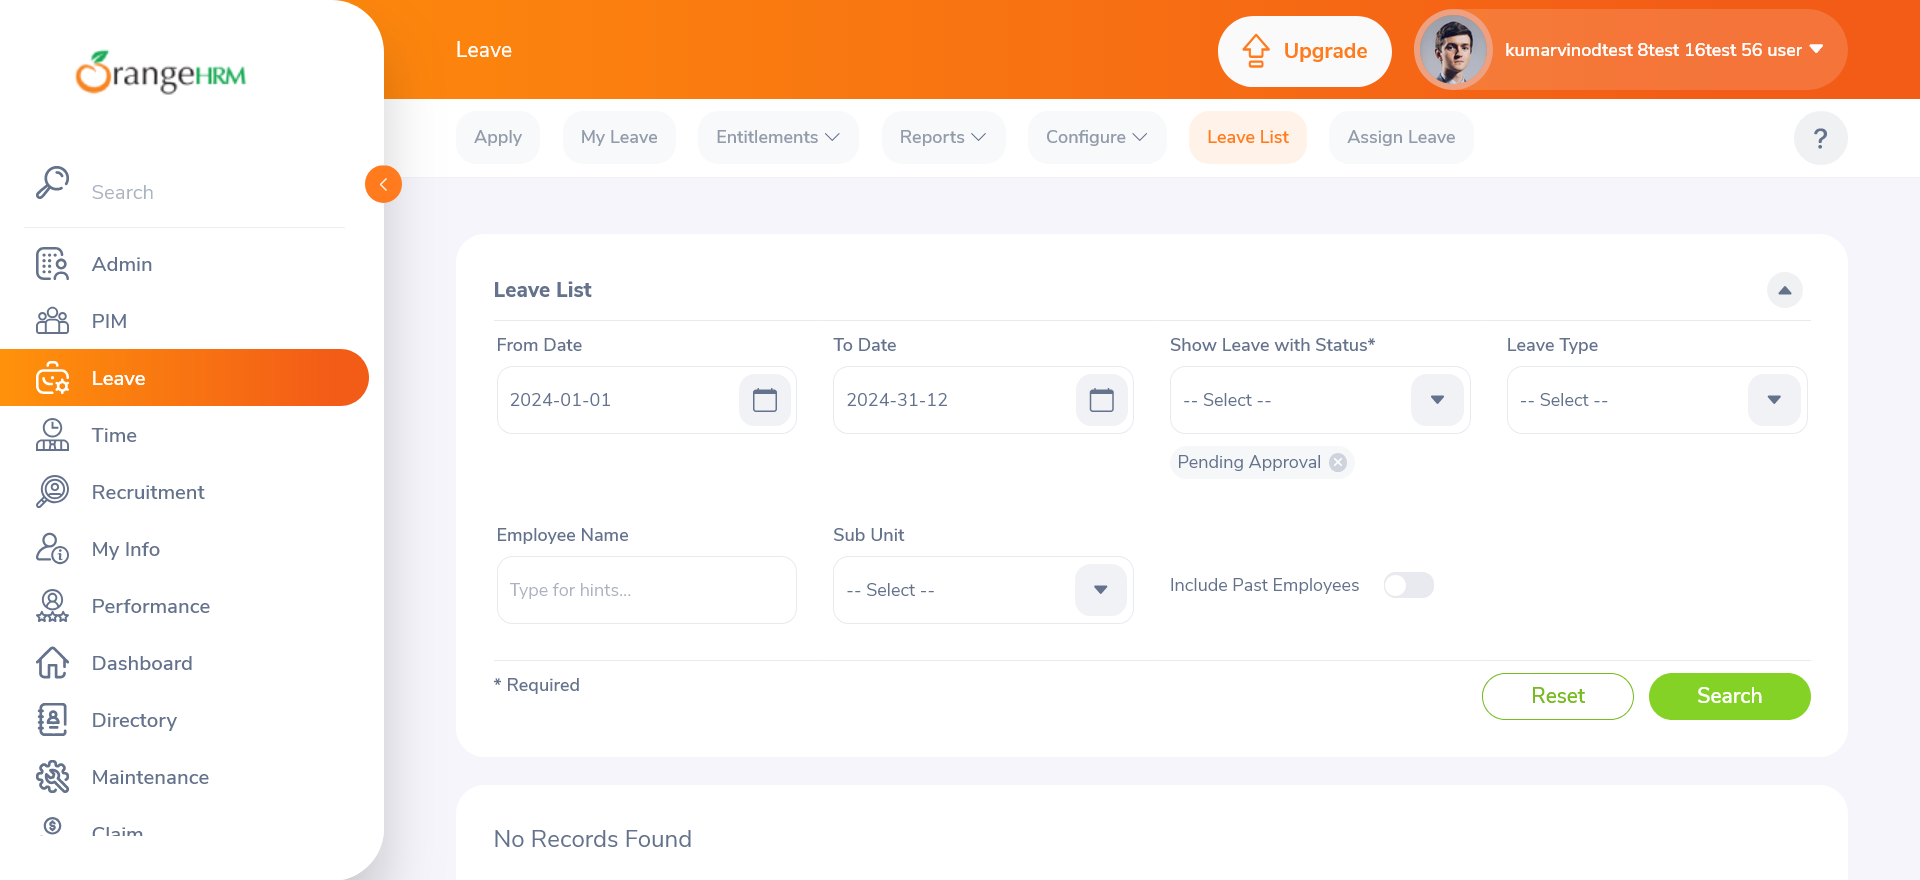 OrangeHRM
Search
Admin
PIM
Leave
Time
Recruitment
My Info
Performance
Dashboard
Directory
Maintenance
Claim
Leave
Upgrade
kumarvinodtest 8test 16test 56 user
Apply
My Leave
Entitlements
Reports
Configure
Leave List
Assign Leave
?
Leave List
From Date
To Date
Show Leave with Status*
Leave Type
2024-01-01
2024-31-12
-- Select --
-- Select --
Pending Approval
Employee Name
Sub Unit
Type for hints...
-- Select --
Include Past Employees
* Required
Reset
Search
No Records Found